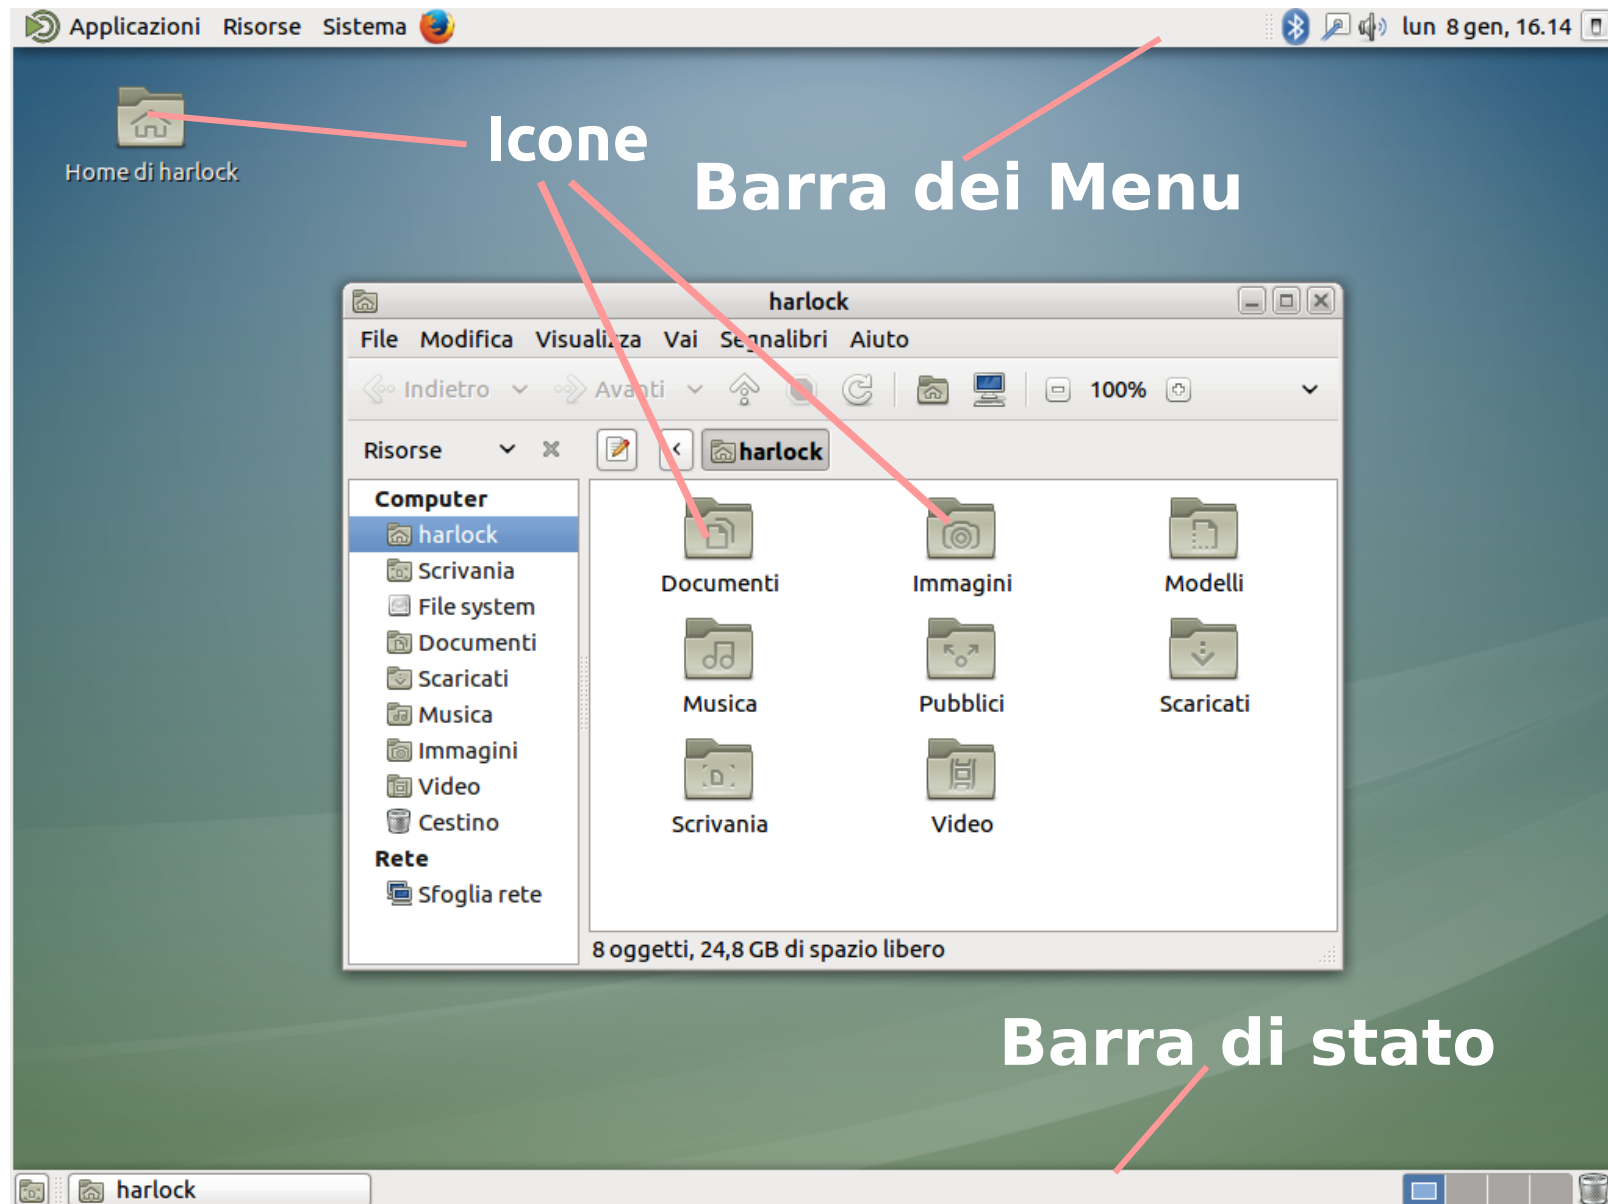 Applicazioni Risorse Sistema lun 8 gen, 16.14
Home di harlock
Icone
Barra dei Menu
harlock
File Modifica Visualizza Vai Segnalibri Aiuto
Indietro Avanti 100%
Risorse harlock
Computer
harlock
Scrivania
File system
Documenti
Scaricati
Musica
Immagini
Video
Cestino
Rete
Sfoglia rete
Documenti Immagini Modelli
Musica Pubblici Scaricati
Scrivania Video
8 oggetti, 24,8 GB di spazio libero
Barra di stato
harlock